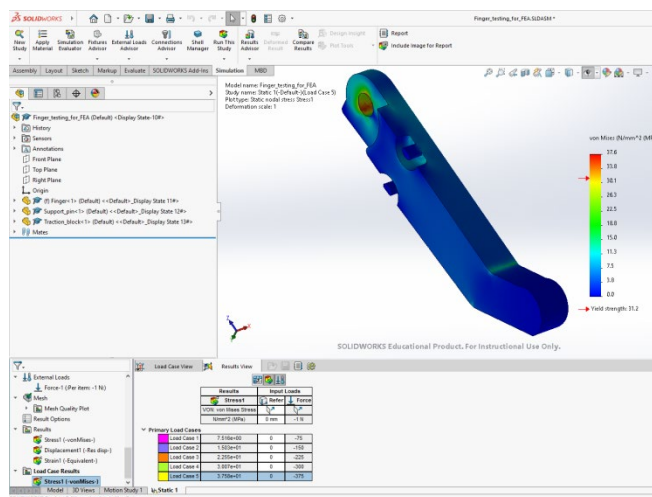 SOLIDWORKS
Finger_testing_for_FEA.SLDASM *
New Study
Apply Material
Simulation Evaluator
Fixtures Advisor
External Loads Advisor
Connections Advisor
Shell Manager
Run This Study
Results Advisor
Deformed Result
Compare Results
Design Insight
Plot Tools
Report
Include Image for Report
Assembly Layout Sketch Markup Evaluate SOLIDWORKS Add-Ins Simulation MBD
Finger_testing_for_FEA (Default) <Display State-10#>
History
Sensors
Annotations
Front Plane
Top Plane
Right Plane
Origin
(f) Finger<1> (Default) <<Default>_Display State 11#>
Support_pin<1> (Default) <<Default>_Display State 12#>
Traction_block<1> (Default) <<Default>_Display State 13#>
Mates
Model name: Finger_testing_for_FEA
Study name: Static 1(-Default-)(Load Case 5)
Plot type: Static nodal stress Stress1
Deformation scale: 1
von Mises (N/mm^2 (MPa)
37.6
33.8
30.1
26.3
22.5
18.8
15.0
11.3
7.5
3.8
0.0
Yield strength: 31.2
SOLIDWORKS Educational Product. For Instructional Use Only.
External Loads
Force-1 (:Per item: -1 N:)
Mesh
Mesh Quality Plot
Result Options
Results
Stress1 (-vonMises-)
Displacement1 (-Res disp-)
Strain1 (-Equivalent-)
Load Case Results
Stress1 (-vonMises-)
Load Case View Results View
Results Input Loads
Stress1 Refer Force
VON: von Mises Stress
N/mm^2 (MPa) 0 mm -1 N
Primary Load Cases
Load Case 1 7.516e+00 0 -75
Load Case 2 1.503e+01 0 -150
Load Case 3 2.255e+01 0 -225
Load Case 4 3.007e+01 0 -300
Load Case 5 3.758e+01 0 -375
Model 3D Views Motion Study 1 Static 1